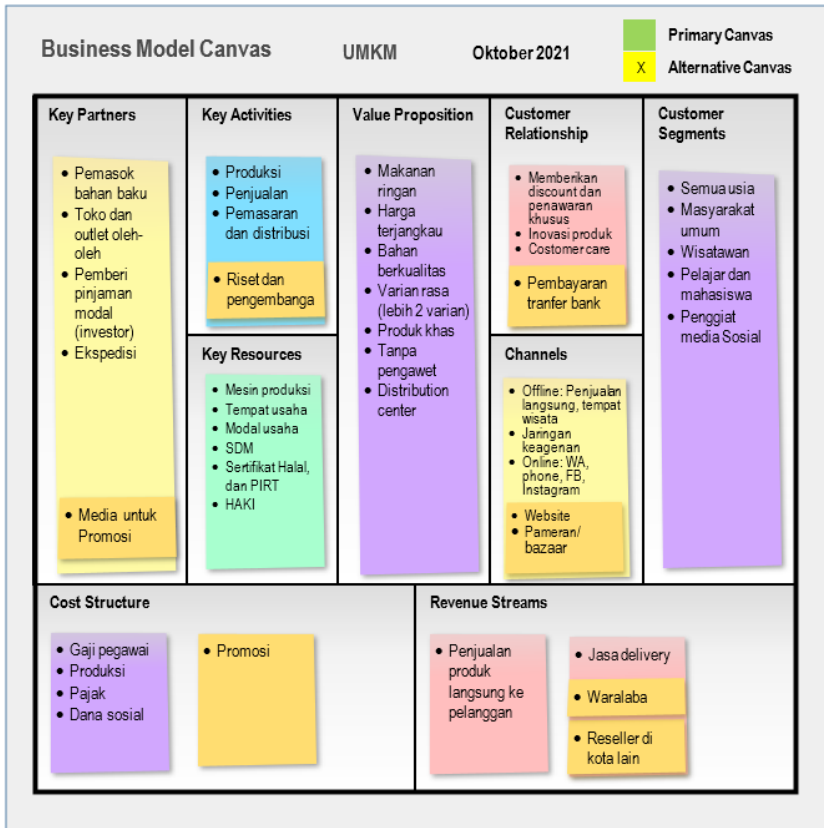 Business Model Canvas UMKM Oktober 2021
Primary Canvas
X Alternative Canvas
Key Partners
• Pemasok
bahan baku
• Toko dan
outlet oleh-
oleh
• Pemberi
pinjaman
modal
(investor)
• Ekspedisi
• Media untuk
Promosi
Key Activities
• Produksi
• Penjualan
• Pemasaran
dan distribusi
• Riset dan
pengembanga
Key Resources
• Mesin produksi
• Tempat usaha
• Modal usaha
• SDM
• Sertifikat Halal,
dan PIRT
• HAKI
Value Proposition
• Makanan
ringan
• Harga
terjangkau
• Bahan
berkualitas
• Varian rasa
(lebih 2 varian)
• Produk khas
• Tanpa
pengawet
• Distribution
center
Customer
Relationship
• Memberikan
discount dan
penawaran
khusus
• Inovasi produk
• Costomer care
• Pembayaran
tranfer bank
Channels
• Offline: Penjualan
langsung, tempat
wisata
• Jaringan
keagenan
• Online: WA,
phone, FB,
Instagram
• Website
• Pameran/
bazaar
Customer
Segments
• Semua usia
• Masyarakat
umum
• Wisatawan
• Pelajar dan
mahasiswa
• Penggiat
media Sosial
Cost Structure
• Gaji pegawai
• Produksi
• Pajak
• Dana sosial
• Promosi
Revenue Streams
• Penjualan
produk
langsung ke
pelanggan
• Jasa delivery
• Waralaba
• Reseller di
kota lain